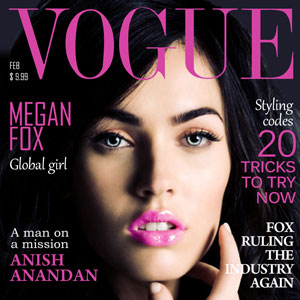 VOGUE
FEB
$ 9.99
MEGAN
FOX
Global girl
Styling
codes
20
TRICKS
TO TRY
NOW
A man on
a mission
ANISH
ANANDAN
FOX
RULING THE
INDUSTRY
AGAIN